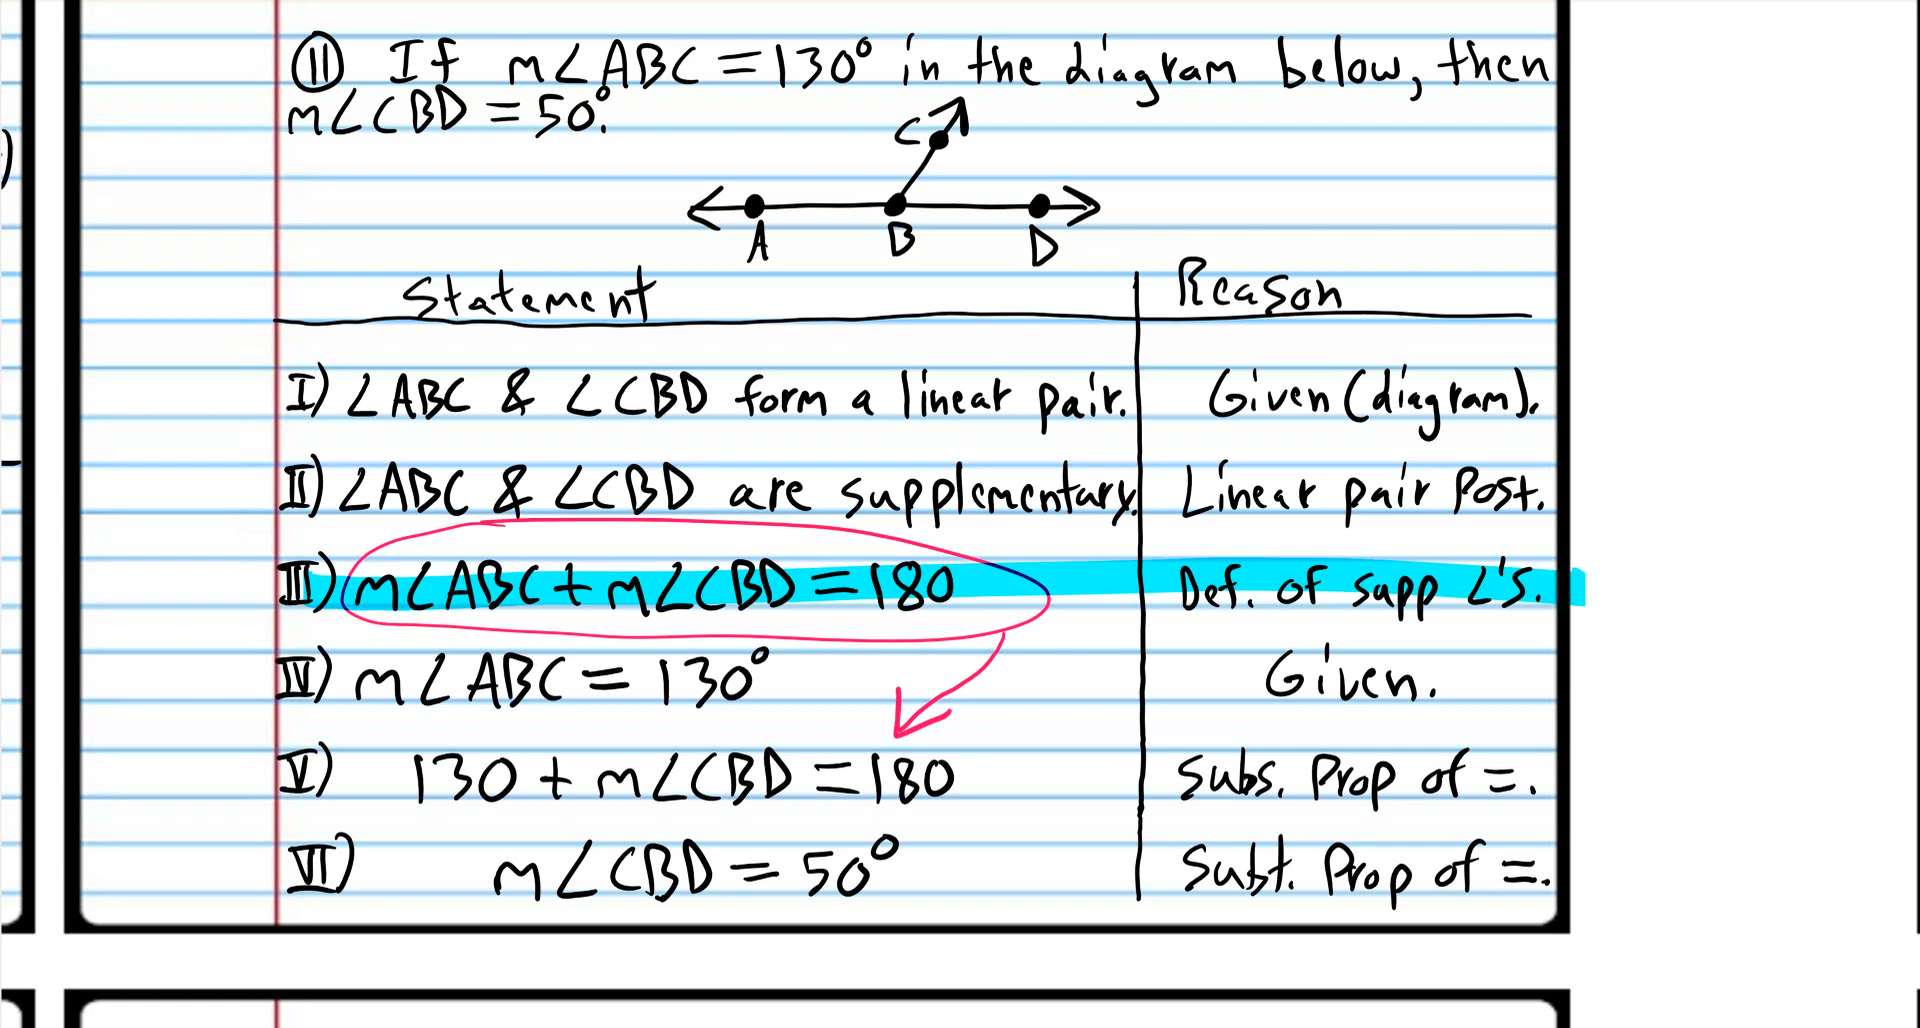 ⑪ If m∠ABC = 130° in the diagram below, then
m∠CBD = 50°.
C
A B D
Statement Reason
I) ∠ABC & ∠CBD form a linear pair. Given (diagram).
II) ∠ABC & ∠CBD are supplementary. Linear pair Post.
III) m∠ABC + m∠CBD = 180 Def. of supp ∠'s.
IV) m∠ABC = 130° Given.
V) 130 + m∠CBD = 180 Subs. Prop of =.
VI) m∠CBD = 50° Subt. Prop of =.